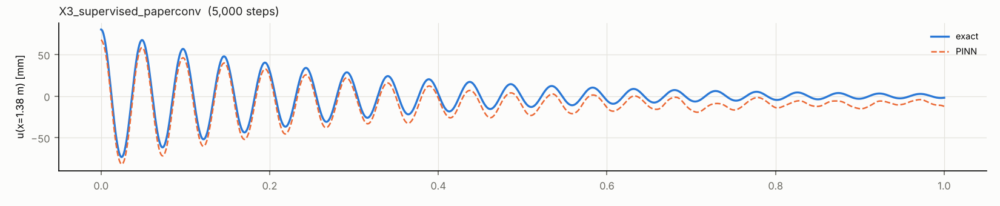 X3_supervised_paperconv (5,000 steps)
u(x=1.38 m) [mm]
50
0
−50
exact
PINN
0.0 0.2 0.4 0.6 0.8 1.0